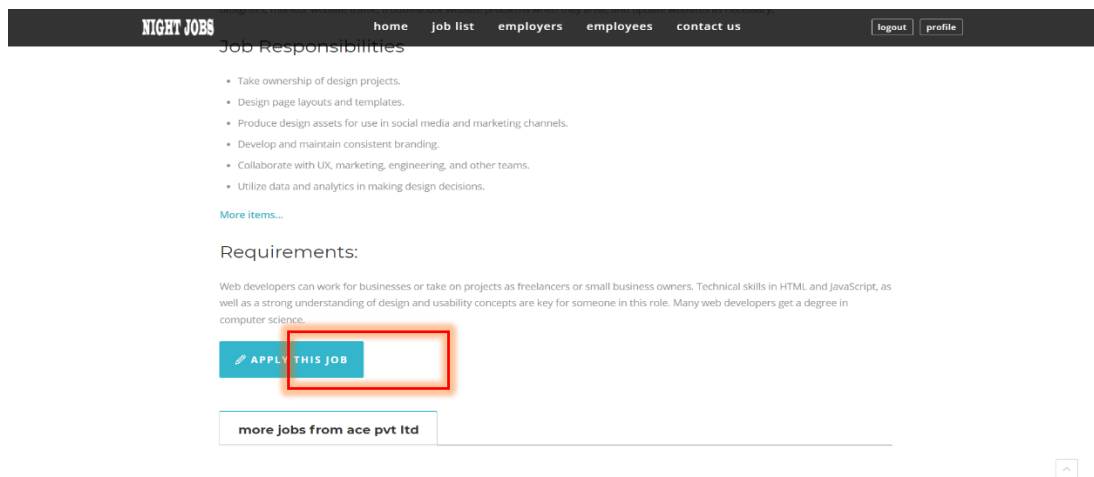 NIGHT JOBS home job list employers employees contact us logout profile
Job Responsibilities
Take ownership of design projects.
Design page layouts and templates.
Produce design assets for use in social media and marketing channels.
Develop and maintain consistent branding.
Collaborate with UX, marketing, engineering, and other teams.
Utilize data and analytics in making design decisions.
More items...
Requirements:
Web developers can work for businesses or take on projects as freelancers or small business owners. Technical skills in HTML and JavaScript, as
well as a strong understanding of design and usability concepts are key for someone in this role. Many web developers get a degree in
computer science.
APPLY THIS JOB
more jobs from ace pvt ltd